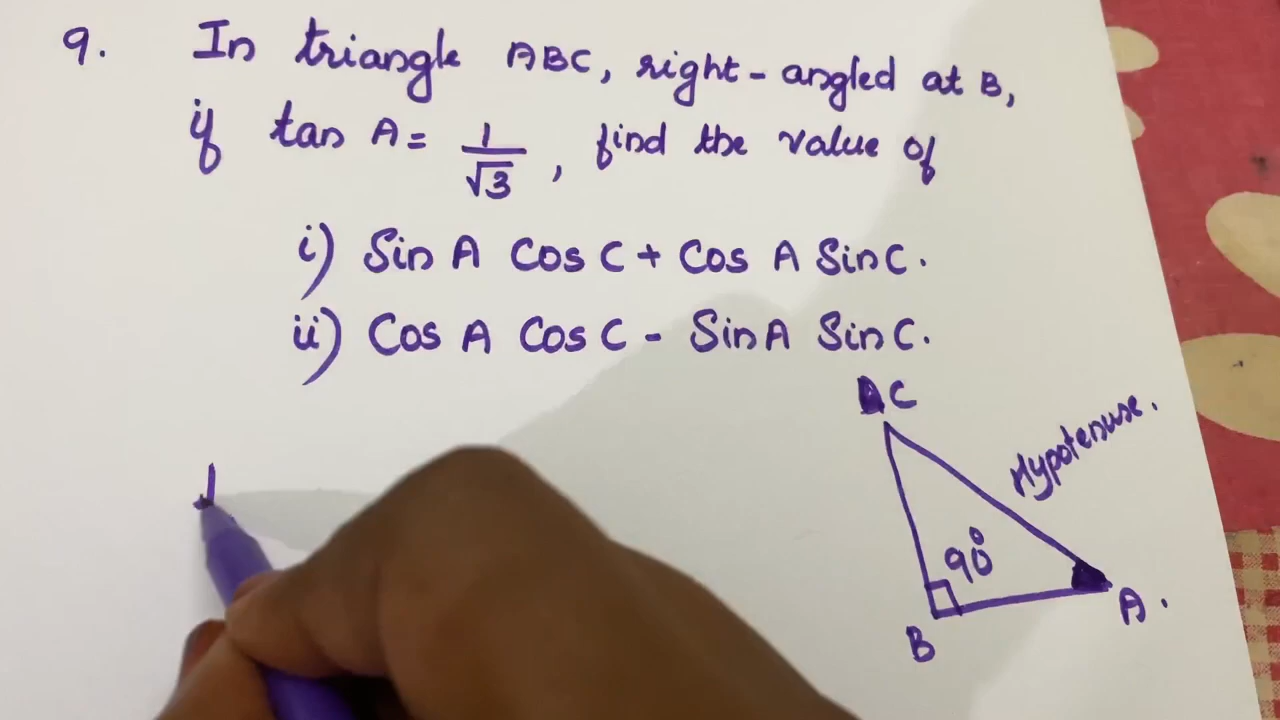 9. In triangle ABC, right-angled at B,
if tan A = 1/√3, find the value of
i) Sin A Cos C + Cos A Sin C.
ii) Cos A Cos C - Sin A Sin C.
C
Hypotenuse.
90°
B
A.